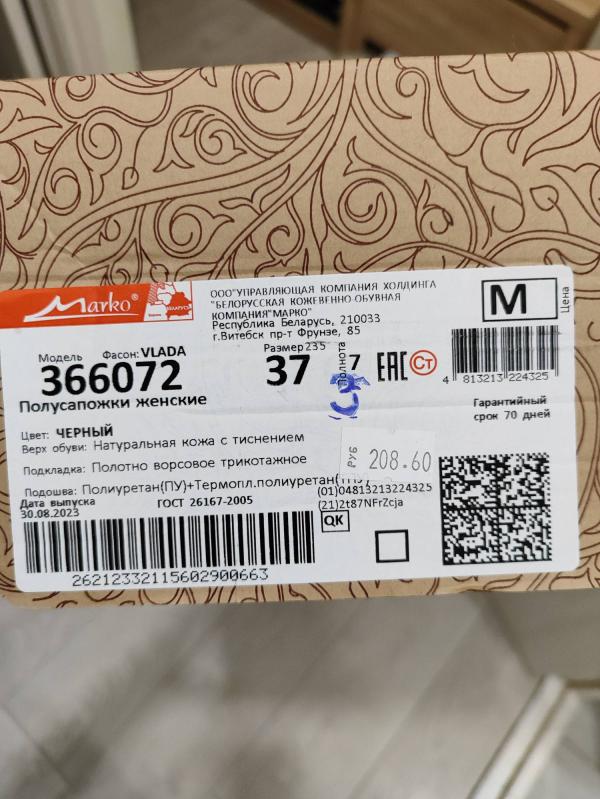 Marko®
БЕЛАРУСЬ
ООО"УПРАВЛЯЮЩАЯ КОМПАНИЯ ХОЛДИНГА
"БЕЛОРУССКАЯ КОЖЕВЕННО-ОБУВНАЯ
КОМПАНИЯ"МАРКО"
Республика Беларусь, 210033
г.Витебск пр-т Фрунзе, 85
M
Цена
Модель Фасон: VLADA
366072
Размер 235
37
Полнота
7
EAC
Ст
4 813213 224325
Полусапожки женские
Гарантийный
срок 70 дней
Цвет: ЧЕРНЫЙ
Верх обуви: Натуральная кожа с тиснением
Подкладка: Полотно ворсовое трикотажное
РУБ 208.60
Подошва: Полиуретан(ПУ)+Термопл.полиуретан(
Дата выпуска ГОСТ 26167-2005
30.08.2023
(01)04813213224325
(21)2t87NFrZcja
QK
26212332115602900663